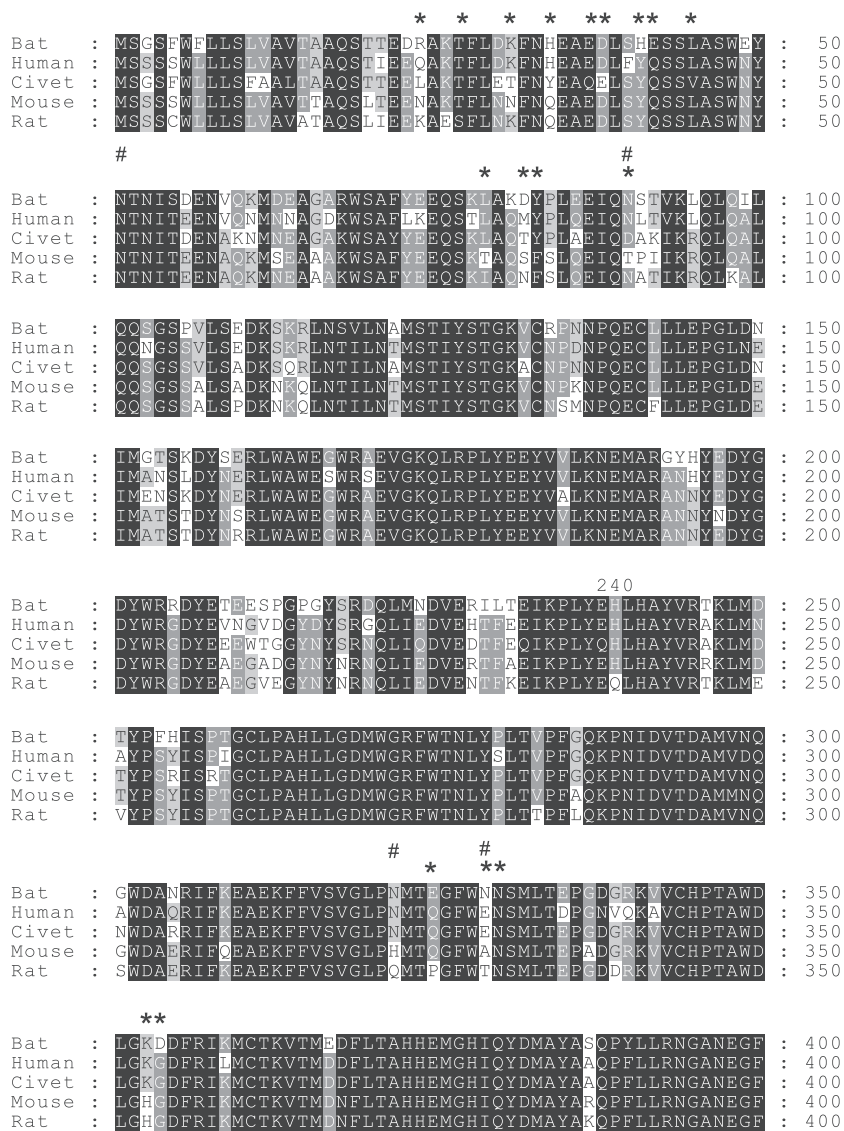 * * * * ** ** *
Bat : MSGSFWFLLSLVAVTAAQSTTEDRAKTFLDKFNHEAEDLSHESSLASWEY : 50
Human : MSSSSWLLLSLVAVTAAQSTIEEQAKTFLDKFNHEAEDLFYQSSLASWNY : 50
Civet : MSGSFWLLLSFAALTAAQSTTEELAKTFLETFNYEAQELSYQSSVASWNY : 50
Mouse : MSSSSWLLLSLVAVTTAQSLTEENAKTFLNNFNQEAEDLSYQSSLASWNY : 50
Rat : MSSSCWLLLSLVAVATAQSLIEEKAESFLNKFNQEAEDLSYQSSLASWNY : 50
# #
* ** *
Bat : NTNISDENVQKMDEAGARWSAFYEEQSKLAKDYPLEEIQNSTVKLQLQIL : 100
Human : NTNITEENVQNMNNAGDKWSAFLKEQSTLAQMYPLQEIQNLTVKLQLQAL : 100
Civet : NTNITDENAKNMNEAGAKWSAYYEEQSKLAQTYPLAEIQDAKIKRQLQAL : 100
Mouse : NTNITEENAQKMSEAAAKWSAFYEEQSKTAQSFSLQEIQTPIIKRQLQAL : 100
Rat : NTNITEENAQKMNEAAAKWSAFYEEQSKIAQNFSLQEIQNATIKRQLKAL : 100
Bat : QQSGSPVLSEDKSKRLNSVLNAMSTIYSTGKVCRPNNPQECLLLEPGLDN : 150
Human : QQNGSSVLSEDKSKRLNTILNTMSTIYSTGKVCNPDNPQECLLLEPGLNE : 150
Civet : QQSGSSVLSADKSQRLNTILNAMSTIYSTGKACNPNNPQECLLLEPGLDN : 150
Mouse : QQSGSSALSADKNKQLNTILNTMSTIYSTGKVCNPKNPQECLLLEPGLDE : 150
Rat : QQSGSSALSPDKNKQLNTILNTMSTIYSTGKVCNSMNPQECFLLEPGLDE : 150
Bat : IMGTSKDYSERLWAWEGWRAEVGKQLRPLYEEYVVLKNEMARGYHYEDYG : 200
Human : IMANSLDYNERLWAWESWRSEVGKQLRPLYEEYVVLKNEMARANHYEDYG : 200
Civet : IMENSKDYNERLWAWEGWRAEVGKQLRPLYEEYVALKNEMARANNYEDYG : 200
Mouse : IMATSTDYNSRLWAWEGWRAEVGKQLRPLYEEYVVLKNEMARANNYNDYG : 200
Rat : IMATSTDYNRRLWAWEGWRAEVGKQLRPLYEEYVVLKNEMARANNYEDYG : 200
240
Bat : DYWRRDYETEESPGPGYSRDQLMNDVERILTEIKPLYEHLHAYVRTKLMD : 250
Human : DYWRGDYEVNGVDGYDYSRGQLIEDVEHTFEEIKPLYEHLHAYVRAKLMN : 250
Civet : DYWRGDYEEEWTGGYNYSRNQLIQDVEDTFEQIKPLYEHLHAYVRAKLMD : 250
Mouse : DYWRGDYEAEGADGYNYNRNQLIEDVERTFAEIKPLYEHLHAYVRRKLMD : 250
Rat : DYWRGDYEAEGVEGYNYNRNQLIEDVENTFKEIKPLYEQLHAYVRTKLME : 250
Bat : TYPFHISPTGCLPAHLLGDMWGRFWTNLYPLTVPFGQKPNIDVTDAMVNQ : 300
Human : AYPSYISPIGCLPAHLLGDMWGRFWTNLYSLTVPFGQKPNIDVTDAMVDQ : 300
Civet : TYPSRISRTGCLPAHLLGDMWGRFWTNLYPLTVPFGQKPNIDVTDAMVNQ : 300
Mouse : TYPSYISPTGCLPAHLLGDMWGRFWTNLYPLTVPFAQKPNIDVTDAMMNQ : 300
Rat : VYPSYISPTGCLPAHLLGDMWGRFWTNLYPLTTPFLQKPNIDVTDAMVNQ : 300
# #
* **
Bat : GWDANRIFKEAEKFFVSVGLPNMTEGFWNNSMLTEPGDGRKVVCHPTAWD : 350
Human : AWDAQRIFKEAEKFFVSVGLPNMTQGFWENSMLTDPGNVQKAVCHPTAWD : 350
Civet : NWDARRIFKEAEKFFVSVGLPNMTQGFWENSMLTEPGDGRKVVCHPTAWD : 350
Mouse : GWDAERIFQEAEKFFVSVGLPHMTQGFWANSMLTEPADGRKVVCHPTAWD : 350
Rat : SWDAERIFKEAEKFFVSVGLPQMTPGFWTNSMLTEPGDDRKVVCHPTAWD : 350
**
Bat : LGKDDFRIKMCTKVTMEDFLTAHHEMGHIQYDMAYASQPYLLRNGANEGF : 400
Human : LGKGDFRILMCTKVTMDDFLTAHHEMGHIQYDMAYAAQPFLLRNGANEGF : 400
Civet : LGKGDFRIKMCTKVTMDDFLTAHHEMGHIQYDMAYAAQPFLLRNGANEGF : 400
Mouse : LGHGDFRIKMCTKVTMDNFLTAHHEMGHIQYDMAYARQPFLLRNGANEGF : 400
Rat : LGHGDFRIKMCTKVTMDNFLTAHHEMGHIQYDMAYAKQPFLLRNGANEGF : 400